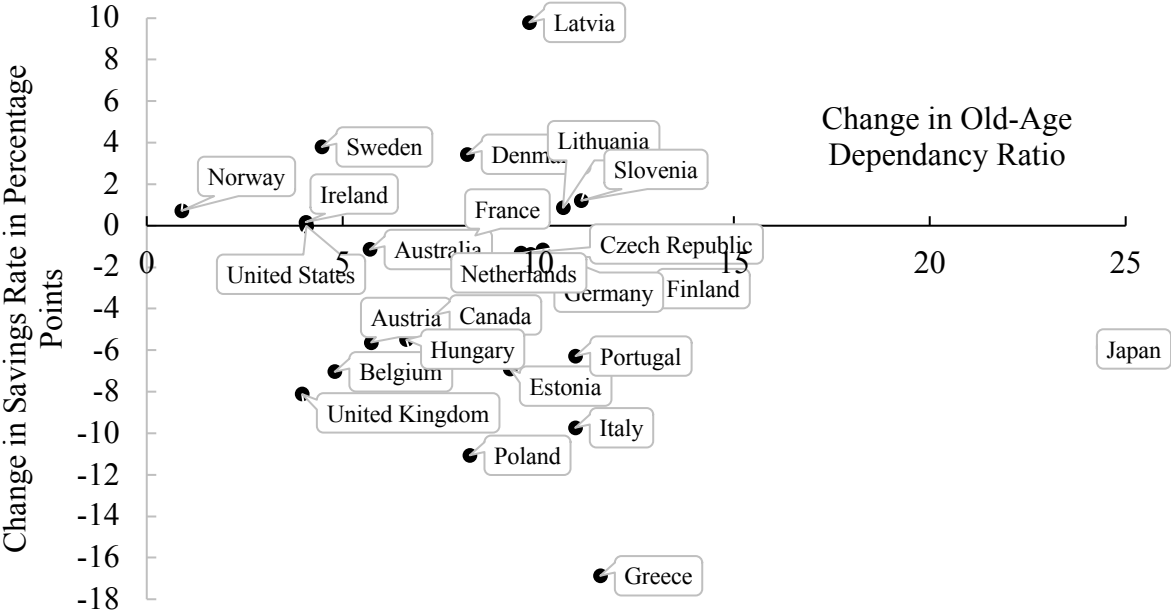 10
8
6
4
2
0
-2
-4
-6
-8
-10
-12
-14
-16
-18
0
5
10
15
20
25
Change in Savings Rate in Percentage
Points
Change in Old-Age
Dependancy Ratio
Latvia
Sweden
Lithuania
Slovenia
Norway
Ireland
France
Australia
Czech Republic
United States
Netherlands
Germany
Finland
Austria
Canada
Hungary
Portugal
Japan
Belgium
Estonia
United Kingdom
Italy
Poland
Greece